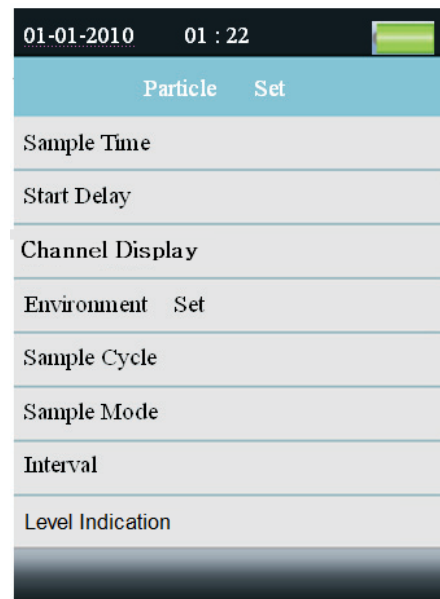 01-01-2010 01 : 22
Particle Set
Sample Time
Start Delay
Channel Display
Environment Set
Sample Cycle
Sample Mode
Interval
Level Indication